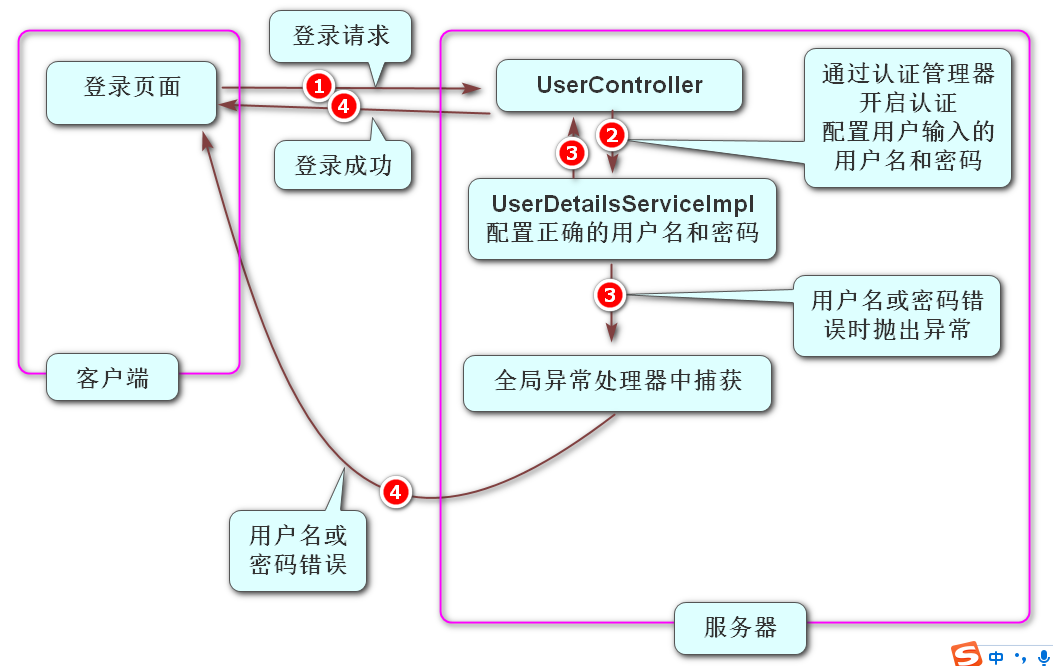 登录请求
登录页面
1
4
登录成功
UserController
通过认证管理器
开启认证
配置用户输入的
用户名和密码
2
3
UserDetailsServiceImpl
配置正确的用户名和密码
3
用户名或密码错
误时抛出异常
客户端
全局异常处理器中捕获
4
用户名或
密码错误
服务器
S
中